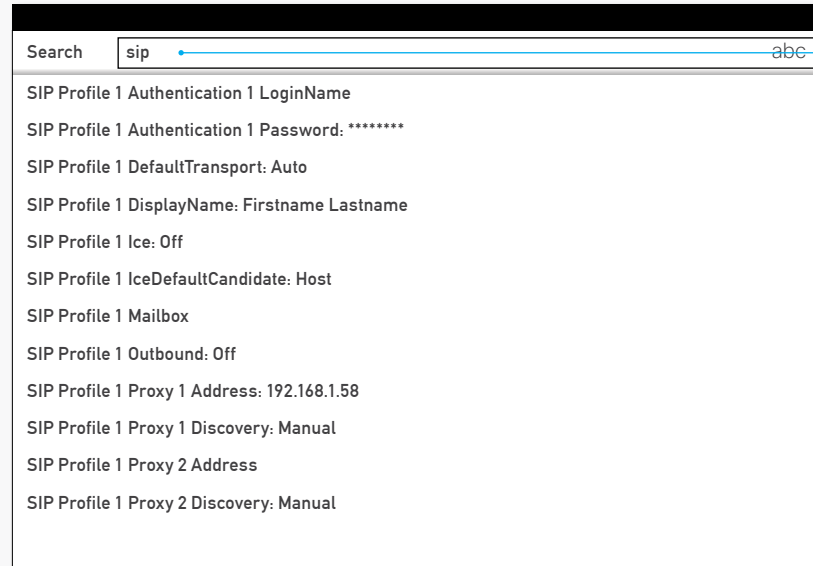 Search sip abc
SIP Profile 1 Authentication 1 LoginName
SIP Profile 1 Authentication 1 Password: ********
SIP Profile 1 DefaultTransport: Auto
SIP Profile 1 DisplayName: Firstname Lastname
SIP Profile 1 Ice: Off
SIP Profile 1 IceDefaultCandidate: Host
SIP Profile 1 Mailbox
SIP Profile 1 Outbound: Off
SIP Profile 1 Proxy 1 Address: 192.168.1.58
SIP Profile 1 Proxy 1 Discovery: Manual
SIP Profile 1 Proxy 2 Address
SIP Profile 1 Proxy 2 Discovery: Manual